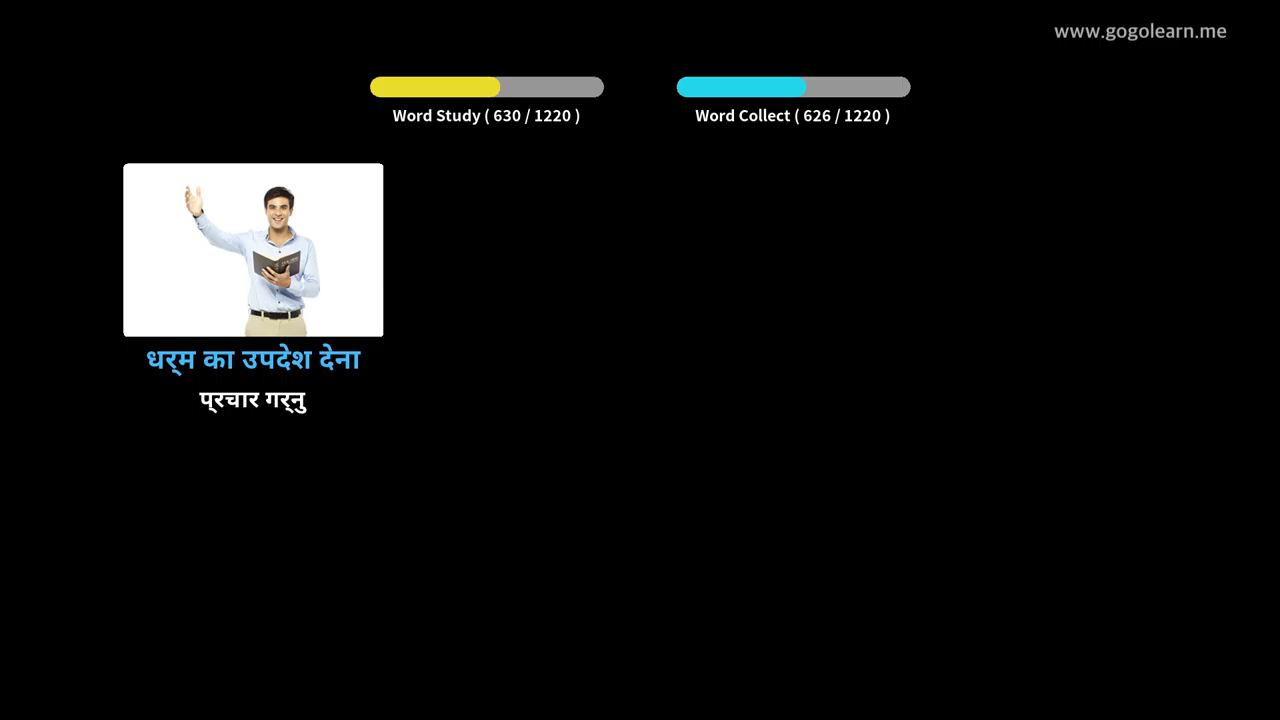 www.gogolearn.me
Word Study ( 630 / 1220 )
Word Collect ( 626 / 1220 )
धर्म का उपदेश देना
प्रचार गर्नु